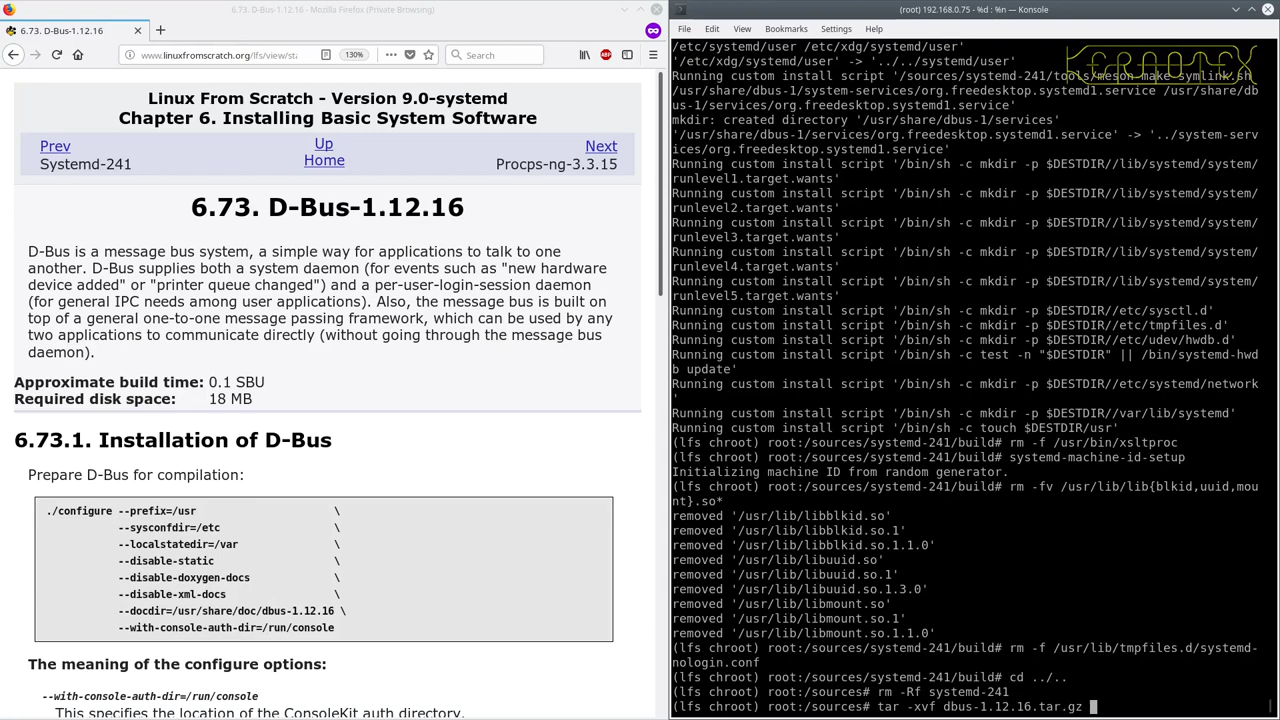 6.73. D-Bus-1.12.16 - Mozilla Firefox (Private Browsing)
6.73. D-Bus-1.12.16
www.linuxfromscratch.org/lfs/view/sta
130%
Search
Linux From Scratch - Version 9.0-systemd
Chapter 6. Installing Basic System Software
Prev
Up
Next
Systemd-241
Home
Procps-ng-3.3.15
6.73. D-Bus-1.12.16
D-Bus is a message bus system, a simple way for applications to talk to one
another. D-Bus supplies both a system daemon (for events such as "new hardware
device added" or "printer queue changed") and a per-user-login-session daemon
(for general IPC needs among user applications). Also, the message bus is built on
top of a general one-to-one message passing framework, which can be used by any
two applications to communicate directly (without going through the message bus
daemon).
Approximate build time: 0.1 SBU
Required disk space: 18 MB
6.73.1. Installation of D-Bus
Prepare D-Bus for compilation:
./configure --prefix=/usr \
--sysconfdir=/etc \
--localstatedir=/var \
--disable-static \
--disable-doxygen-docs \
--disable-xml-docs \
--docdir=/usr/share/doc/dbus-1.12.16 \
--with-console-auth-dir=/run/console
The meaning of the configure options:
--with-console-auth-dir=/run/console
This specifies the location of the ConsoleKit auth directory.
(root) 192.168.0.75 - %d : %n — Konsole
File Edit View Bookmarks Settings Help
KERNOTEX
/etc/systemd/user /etc/xdg/systemd/user'
'/etc/xdg/systemd/user' -> '../../systemd/user'
Running custom install script '/sources/systemd-241/tools/meson-make-symlink.sh
/usr/share/dbus-1/system-services/org.freedesktop.systemd1.service /usr/share/db
us-1/services/org.freedesktop.systemd1.service'
mkdir: created directory '/usr/share/dbus-1/services'
'/usr/share/dbus-1/services/org.freedesktop.systemd1.service' -> '../system-serv
ices/org.freedesktop.systemd1.service'
Running custom install script '/bin/sh -c mkdir -p $DESTDIR//lib/systemd/system/
runlevel1.target.wants'
Running custom install script '/bin/sh -c mkdir -p $DESTDIR//lib/systemd/system/
runlevel2.target.wants'
Running custom install script '/bin/sh -c mkdir -p $DESTDIR//lib/systemd/system/
runlevel3.target.wants'
Running custom install script '/bin/sh -c mkdir -p $DESTDIR//lib/systemd/system/
runlevel4.target.wants'
Running custom install script '/bin/sh -c mkdir -p $DESTDIR//lib/systemd/system/
runlevel5.target.wants'
Running custom install script '/bin/sh -c mkdir -p $DESTDIR//etc/sysctl.d'
Running custom install script '/bin/sh -c mkdir -p $DESTDIR//etc/tmpfiles.d'
Running custom install script '/bin/sh -c mkdir -p $DESTDIR//etc/udev/hwdb.d'
Running custom install script '/bin/sh -c test -n "$DESTDIR" || /bin/systemd-hwd
b update'
Running custom install script '/bin/sh -c mkdir -p $DESTDIR//etc/systemd/network
'
Running custom install script '/bin/sh -c mkdir -p $DESTDIR//var/lib/systemd'
Running custom install script '/bin/sh -c touch $DESTDIR/usr'
(lfs chroot) root:/sources/systemd-241/build# rm -f /usr/bin/xsltproc
(lfs chroot) root:/sources/systemd-241/build# systemd-machine-id-setup
Initializing machine ID from random generator.
(lfs chroot) root:/sources/systemd-241/build# rm -fv /usr/lib/lib{blkid,uuid,mou
nt}.so*
removed '/usr/lib/libblkid.so'
removed '/usr/lib/libblkid.so.1'
removed '/usr/lib/libblkid.so.1.1.0'
removed '/usr/lib/libuuid.so'
removed '/usr/lib/libuuid.so.1'
removed '/usr/lib/libuuid.so.1.3.0'
removed '/usr/lib/libmount.so'
removed '/usr/lib/libmount.so.1'
removed '/usr/lib/libmount.so.1.1.0'
(lfs chroot) root:/sources/systemd-241/build# rm -f /usr/lib/tmpfiles.d/systemd-
nologin.conf
(lfs chroot) root:/sources/systemd-241/build# cd ../..
(lfs chroot) root:/sources# rm -Rf systemd-241
(lfs chroot) root:/sources# tar -xvf dbus-1.12.16.tar.gz